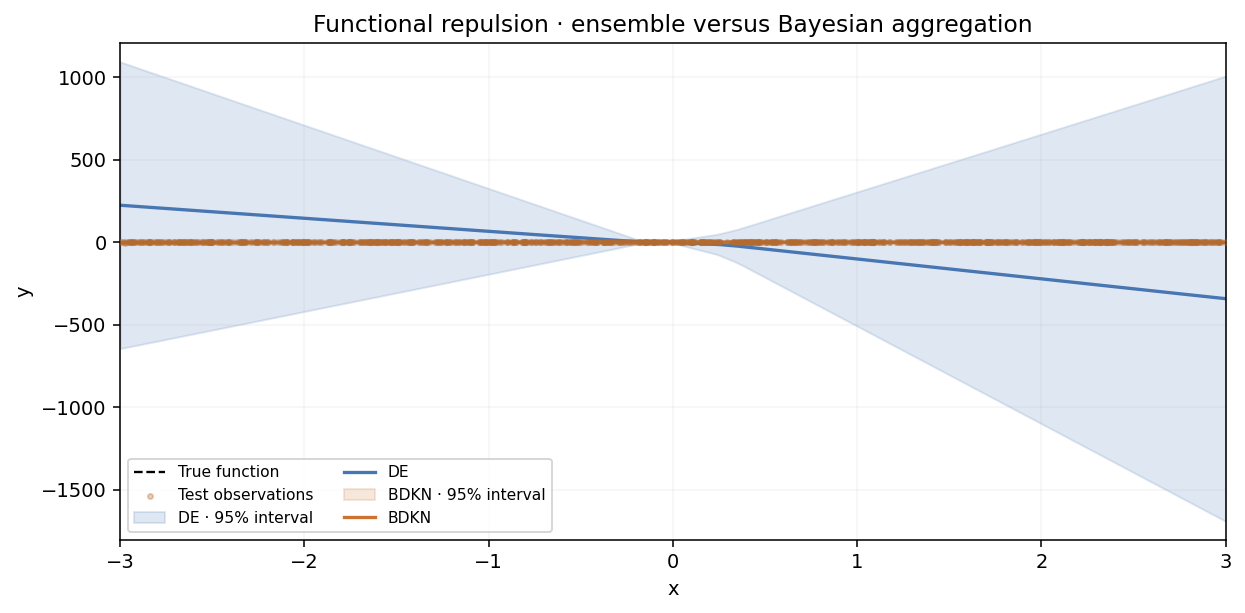 Functional repulsion · ensemble versus Bayesian aggregation
1000
500
0
−500
−1000
−1500
y
True function
Test observations
DE · 95% interval
DE
BDKN · 95% interval
BDKN
−3
−2
−1
0
1
2
3
x